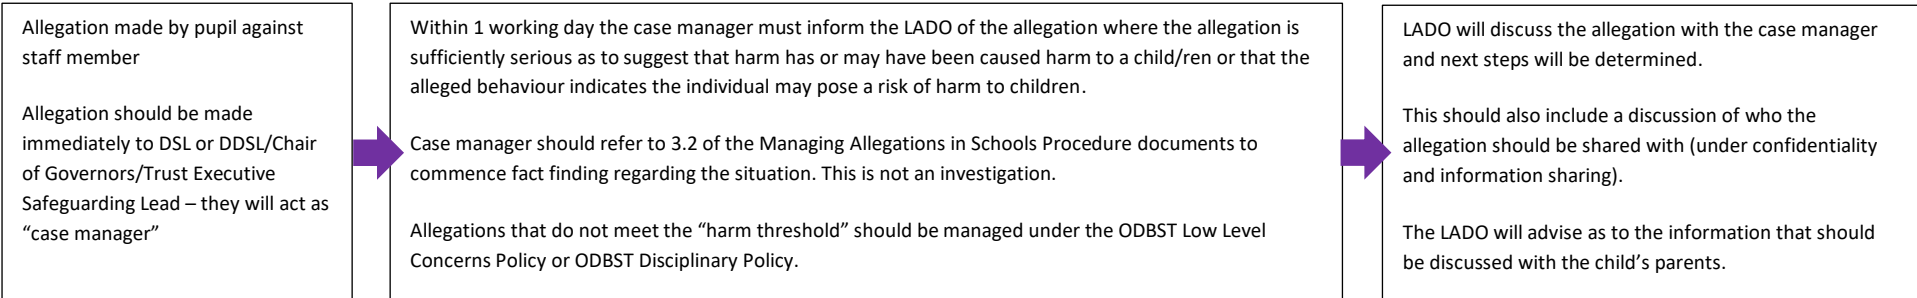 Allegation made by pupil against
staff member
Allegation should be made
immediately to DSL or DDSL/Chair
of Governors/Trust Executive
Safeguarding Lead – they will act as
“case manager”
Within 1 working day the case manager must inform the LADO of the allegation where the allegation is
sufficiently serious as to suggest that harm has or may have been caused harm to a child/ren or that the
alleged behaviour indicates the individual may pose a risk of harm to children.
Case manager should refer to 3.2 of the Managing Allegations in Schools Procedure documents to
commence fact finding regarding the situation. This is not an investigation.
Allegations that do not meet the “harm threshold” should be managed under the ODBST Low Level
Concerns Policy or ODBST Disciplinary Policy.
LADO will discuss the allegation with the case manager
and next steps will be determined.
This should also include a discussion of who the
allegation should be shared with (under confidentiality
and information sharing).
The LADO will advise as to the information that should
be discussed with the child’s parents.